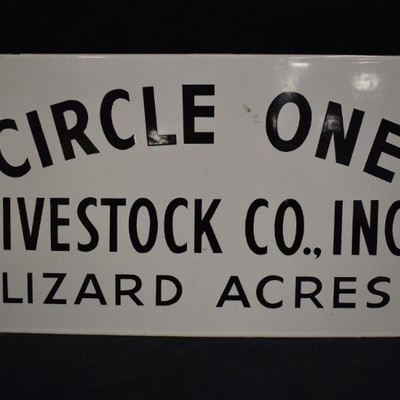 CIRCLE ONE
IVESTOCK CO., INC
LIZARD ACRES